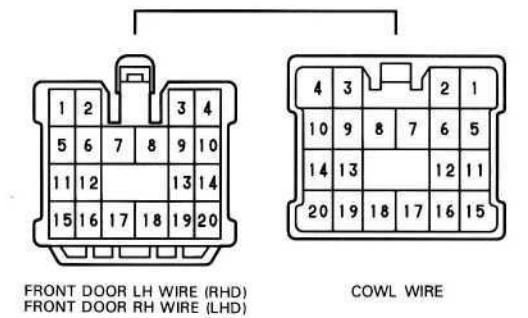 1 2 3 4
5 6 7 8 9 10
11 12 13 14
15 16 17 18 19 20
4 3 2 1
10 9 8 7 6 5
14 13 12 11
20 19 18 17 16 15
FRONT DOOR LH WIRE (RHD)
FRONT DOOR RH WIRE (LHD)
COWL WIRE